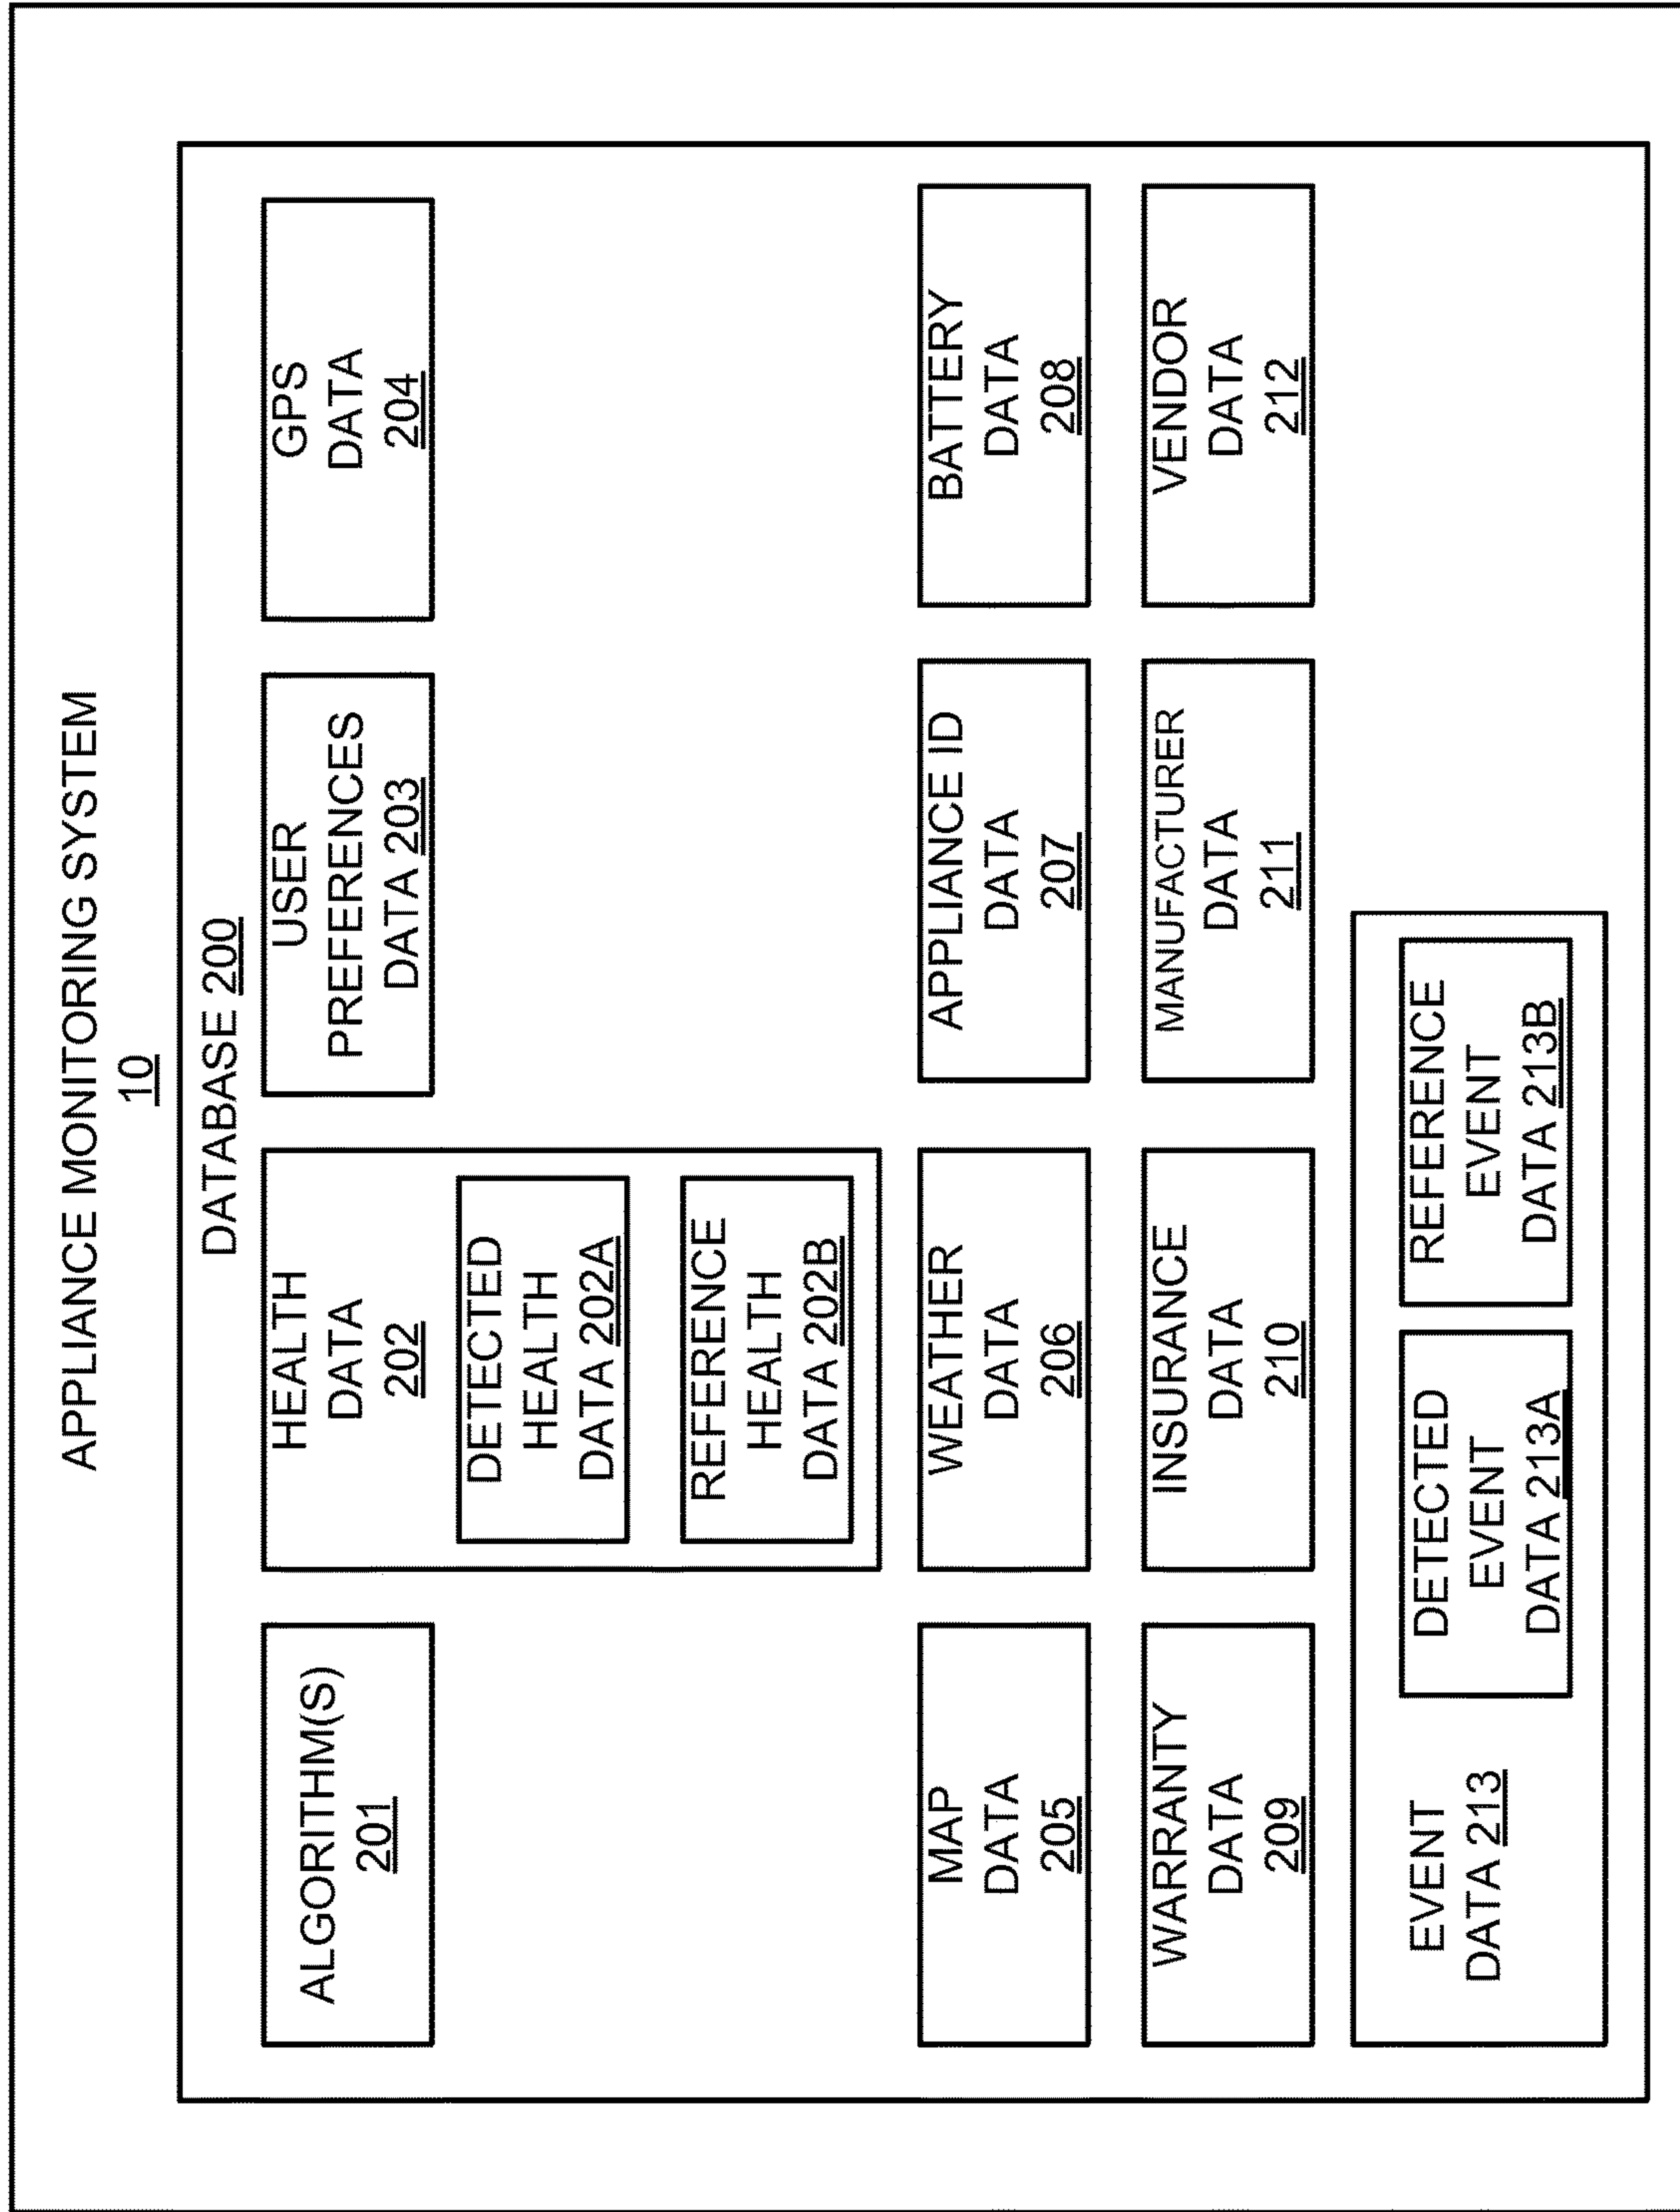 APPLIANCE MONITORING SYSTEM
10
DATABASE 200
ALGORITHM(S)
201
HEALTH
DATA
202
DETECTED
HEALTH
DATA 202A
REFERENCE
HEALTH
DATA 202B
USER
PREFERENCES
DATA 203
GPS
DATA
204
MAP
DATA
205
WEATHER
DATA
206
APPLIANCE ID
DATA
207
BATTERY
DATA
208
WARRANTY
DATA
209
INSURANCE
DATA
210
MANUFACTURER
DATA
211
VENDOR
DATA
212
EVENT
DATA 213
DETECTED
EVENT
DATA 213A
REFERENCE
EVENT
DATA 213B